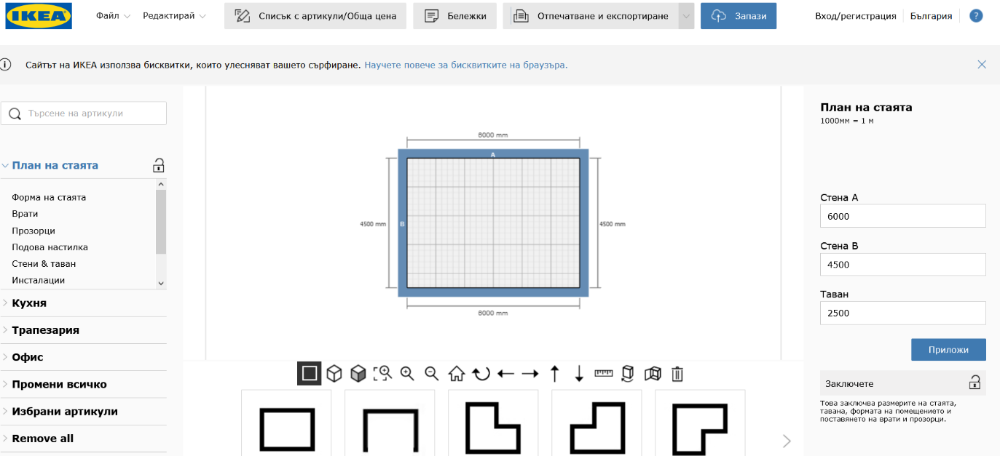 IKEA
Файл
Редактирай
Списък с артикули/Обща цена
Бележки
Отпечатване и експортиране
Запази
Вход/регистрация
България
?
Сайтът на ИКЕА използва бисквитки, които улесняват вашето сърфиране. Научете повече за бисквитките на браузъра.
Търсене на артикули
План на стаята
Форма на стаята
Врати
Прозорци
Подова настилка
Стени & таван
Инсталации
Кухня
Трапезария
Офис
Промени всичко
Избрани артикули
Remove all
6000 mm
A
4500 mm
B
4500 mm
6000 mm
План на стаята
1000мм = 1 м
Стена A
6000
Стена B
4500
Таван
2500
Приложи
Заключете
Това заключва размерите на стаята,
тавана, формата на помещението и
поставянето на врати и прозорци.